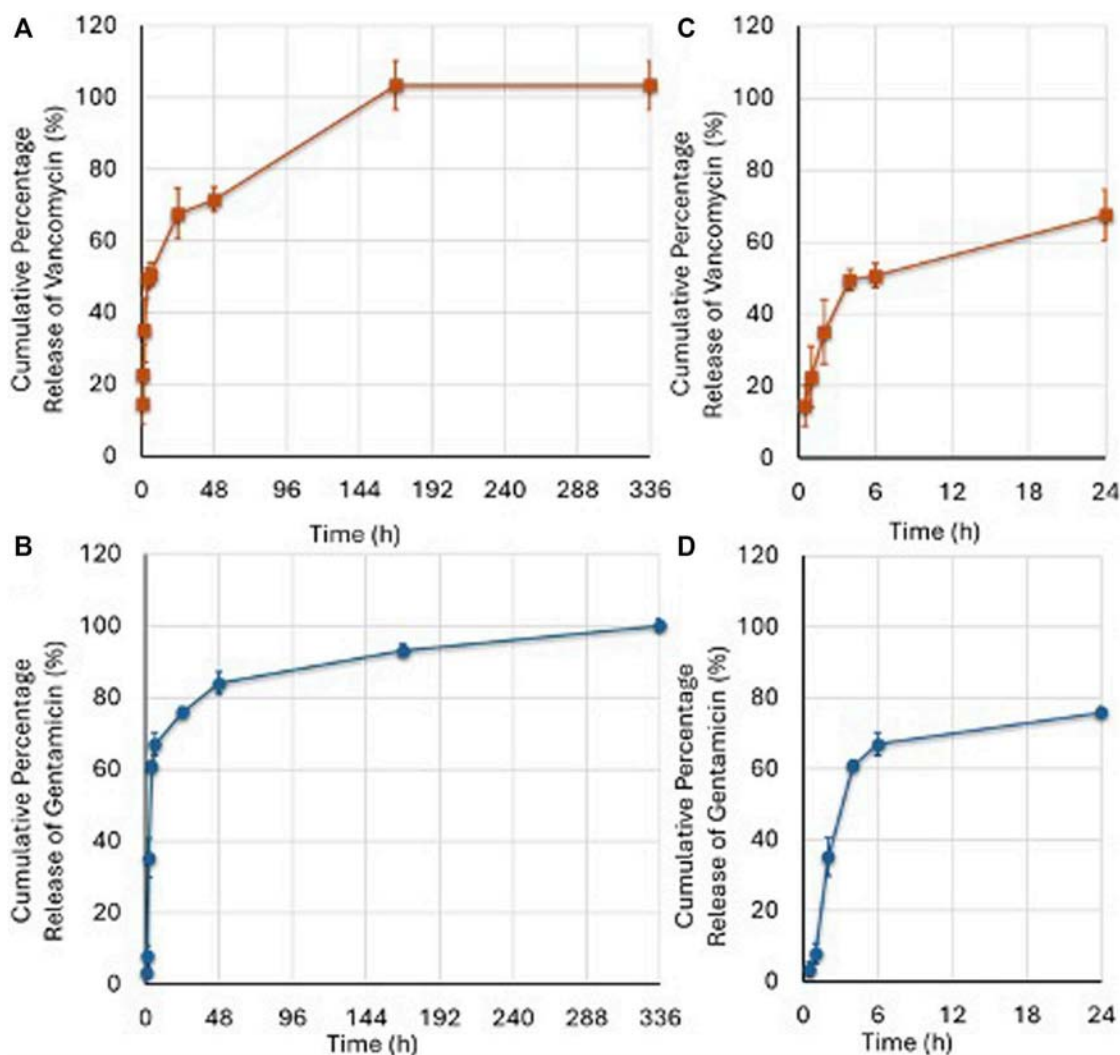 A
Cumulative Percentage
Release of Vancomycin (%)
120
100
80
60
40
20
0
0 48 96 144 192 240 288 336
Time (h)
C
Cumulative Percentage
Release of Vancomycin (%)
120
100
80
60
40
20
0
0 6 12 18 24
Time (h)
B
Cumulative Percentage
Release of Gentamicin (%)
120
100
80
60
40
20
0
0 48 96 144 192 240 288 336
Time (h)
D
Cumulative Percentage
Release of Gentamicin (%)
120
100
80
60
40
20
0
0 6 12 18 24
Time (h)